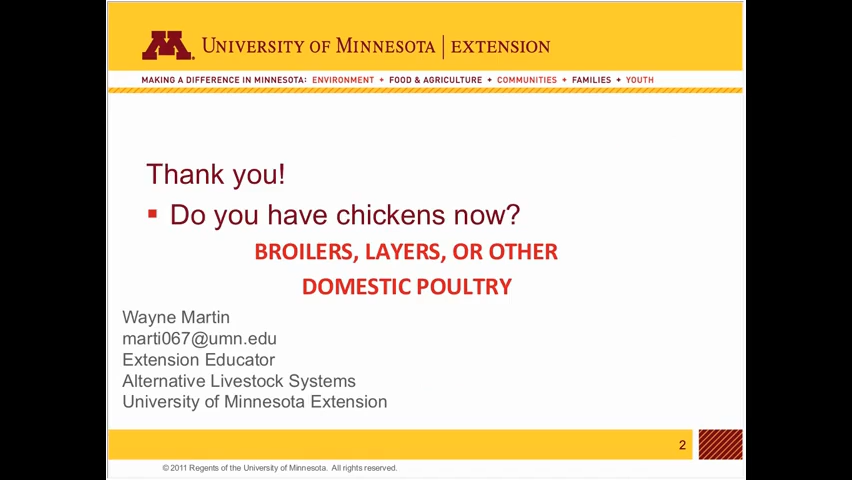 UNIVERSITY OF MINNESOTA | EXTENSION
MAKING A DIFFERENCE IN MINNESOTA: ENVIRONMENT + FOOD & AGRICULTURE + COMMUNITIES + FAMILIES + YOUTH
Thank you!
▪ Do you have chickens now?
BROILERS, LAYERS, OR OTHER
DOMESTIC POULTRY
Wayne Martin
marti067@umn.edu
Extension Educator
Alternative Livestock Systems
University of Minnesota Extension
2
© 2011 Regents of the University of Minnesota. All rights reserved.